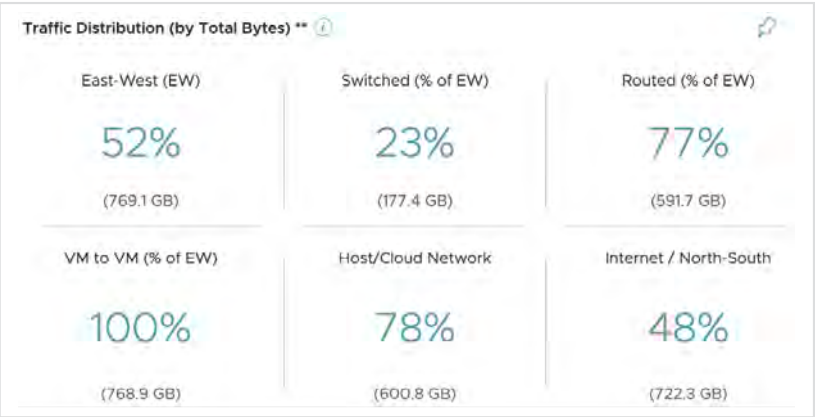 Traffic Distribution (by Total Bytes) **
East-West (EW)
Switched (% of EW)
Routed (% of EW)
52%
23%
77%
(769.1 GB)
(177.4 GB)
(591.7 GB)
VM to VM (% of EW)
Host/Cloud Network
Internet / North-South
100%
78%
48%
(768.9 GB)
(600.8 GB)
(722.3 GB)